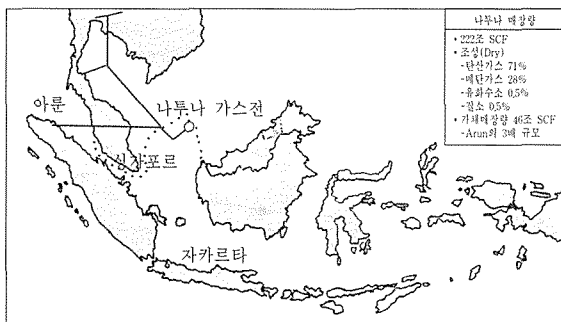 나투나 매장량
• 222조 SCF
• 조성(Dry)
-탄산가스 71%
-메탄가스 28%
-유화수소 0.5%
-질소 0.5%
• 가채매장량 46조 SCF
-Arun의 3배 규모
아룬
나투나 가스전
싱가포르
자카르타